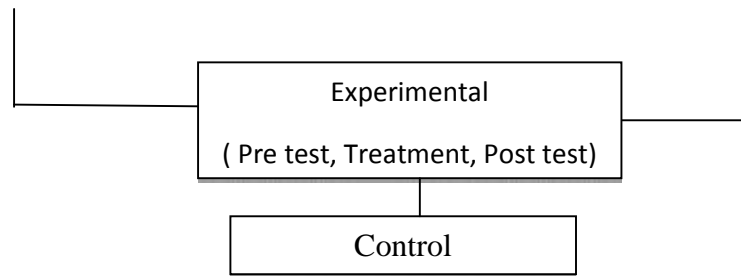 Experimental
( Pre test, Treatment, Post test)
Control